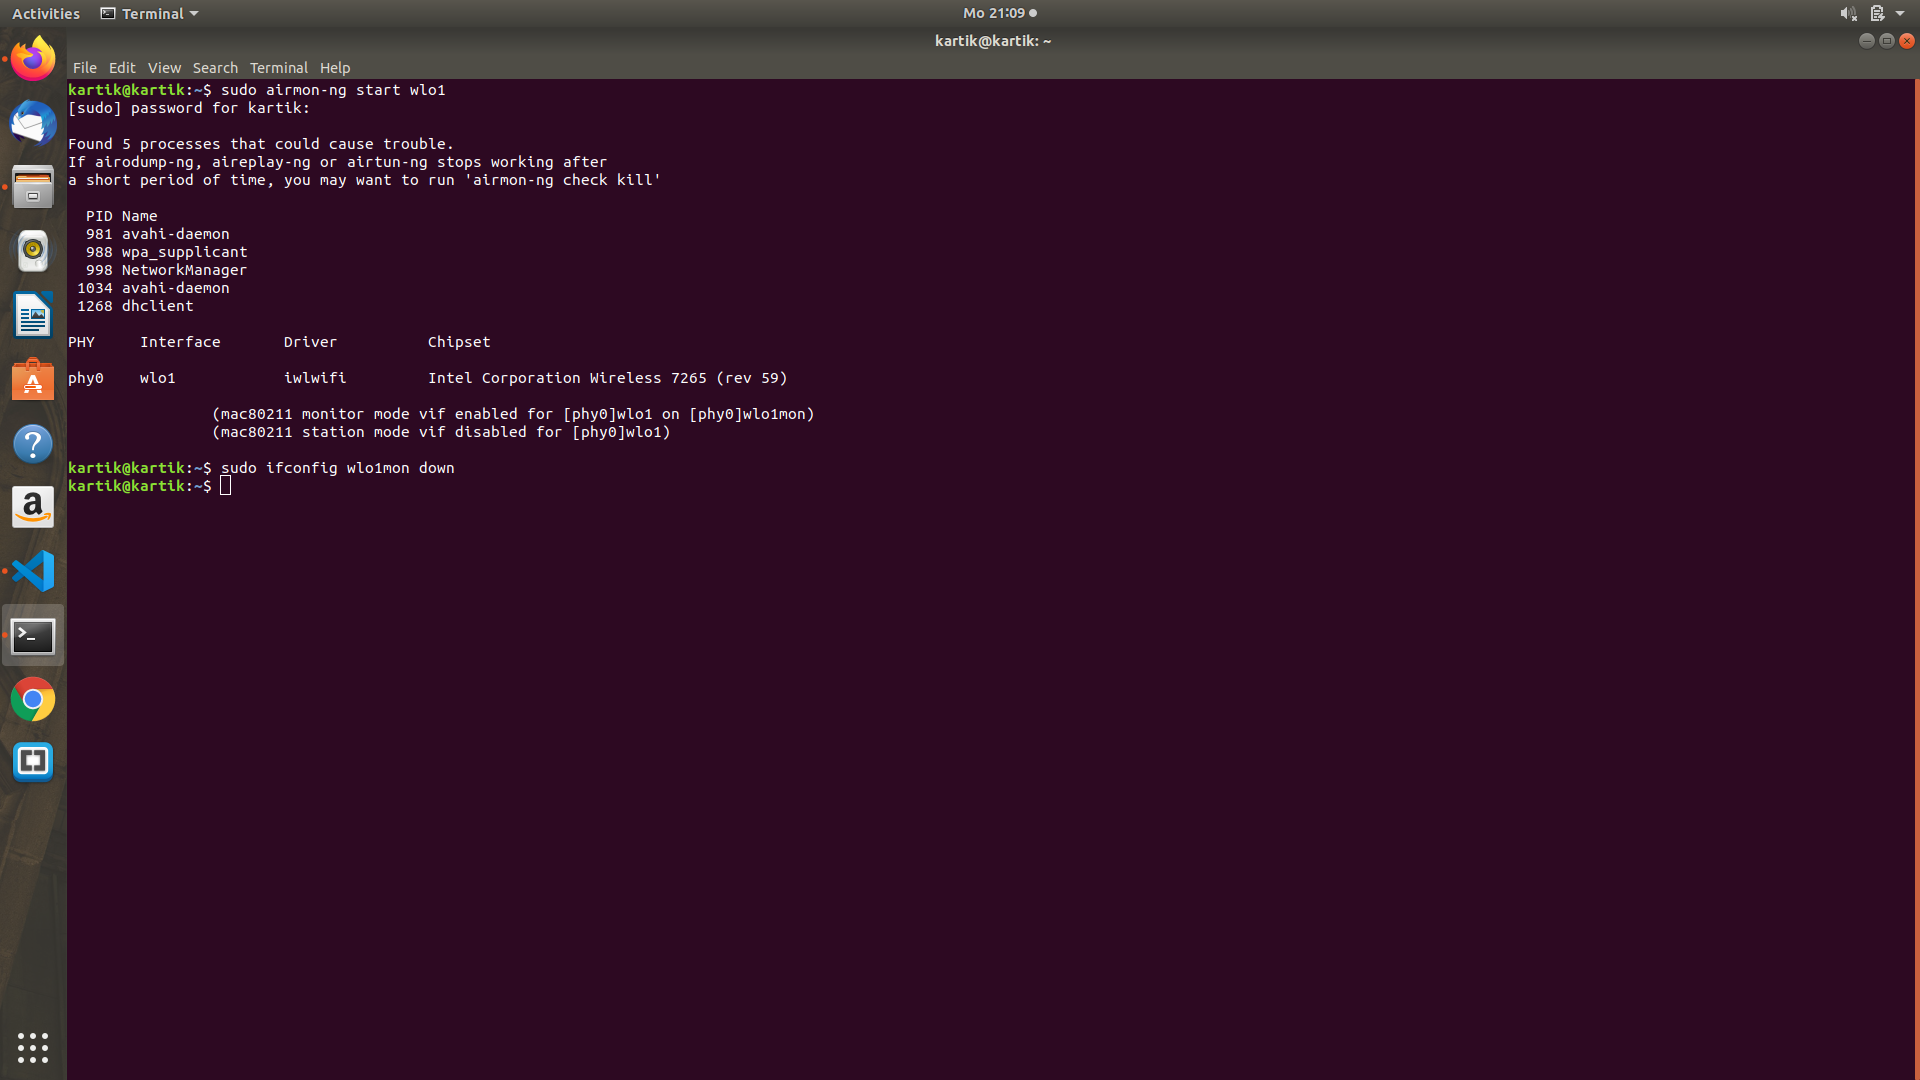 Activities Terminal Mo 21:09
kartik@kartik: ~
File Edit View Search Terminal Help
kartik@kartik:~$ sudo airmon-ng start wlo1
[sudo] password for kartik:
Found 5 processes that could cause trouble.
If airodump-ng, aireplay-ng or airtun-ng stops working after
a short period of time, you may want to run 'airmon-ng check kill'
PID Name
981 avahi-daemon
988 wpa_supplicant
998 NetworkManager
1034 avahi-daemon
1268 dhclient
PHY Interface Driver Chipset
phy0 wlo1 iwlwifi Intel Corporation Wireless 7265 (rev 59)
(mac80211 monitor mode vif enabled for [phy0]wlo1 on [phy0]wlo1mon)
(mac80211 station mode vif disabled for [phy0]wlo1)
kartik@kartik:~$ sudo ifconfig wlo1mon down
kartik@kartik:~$